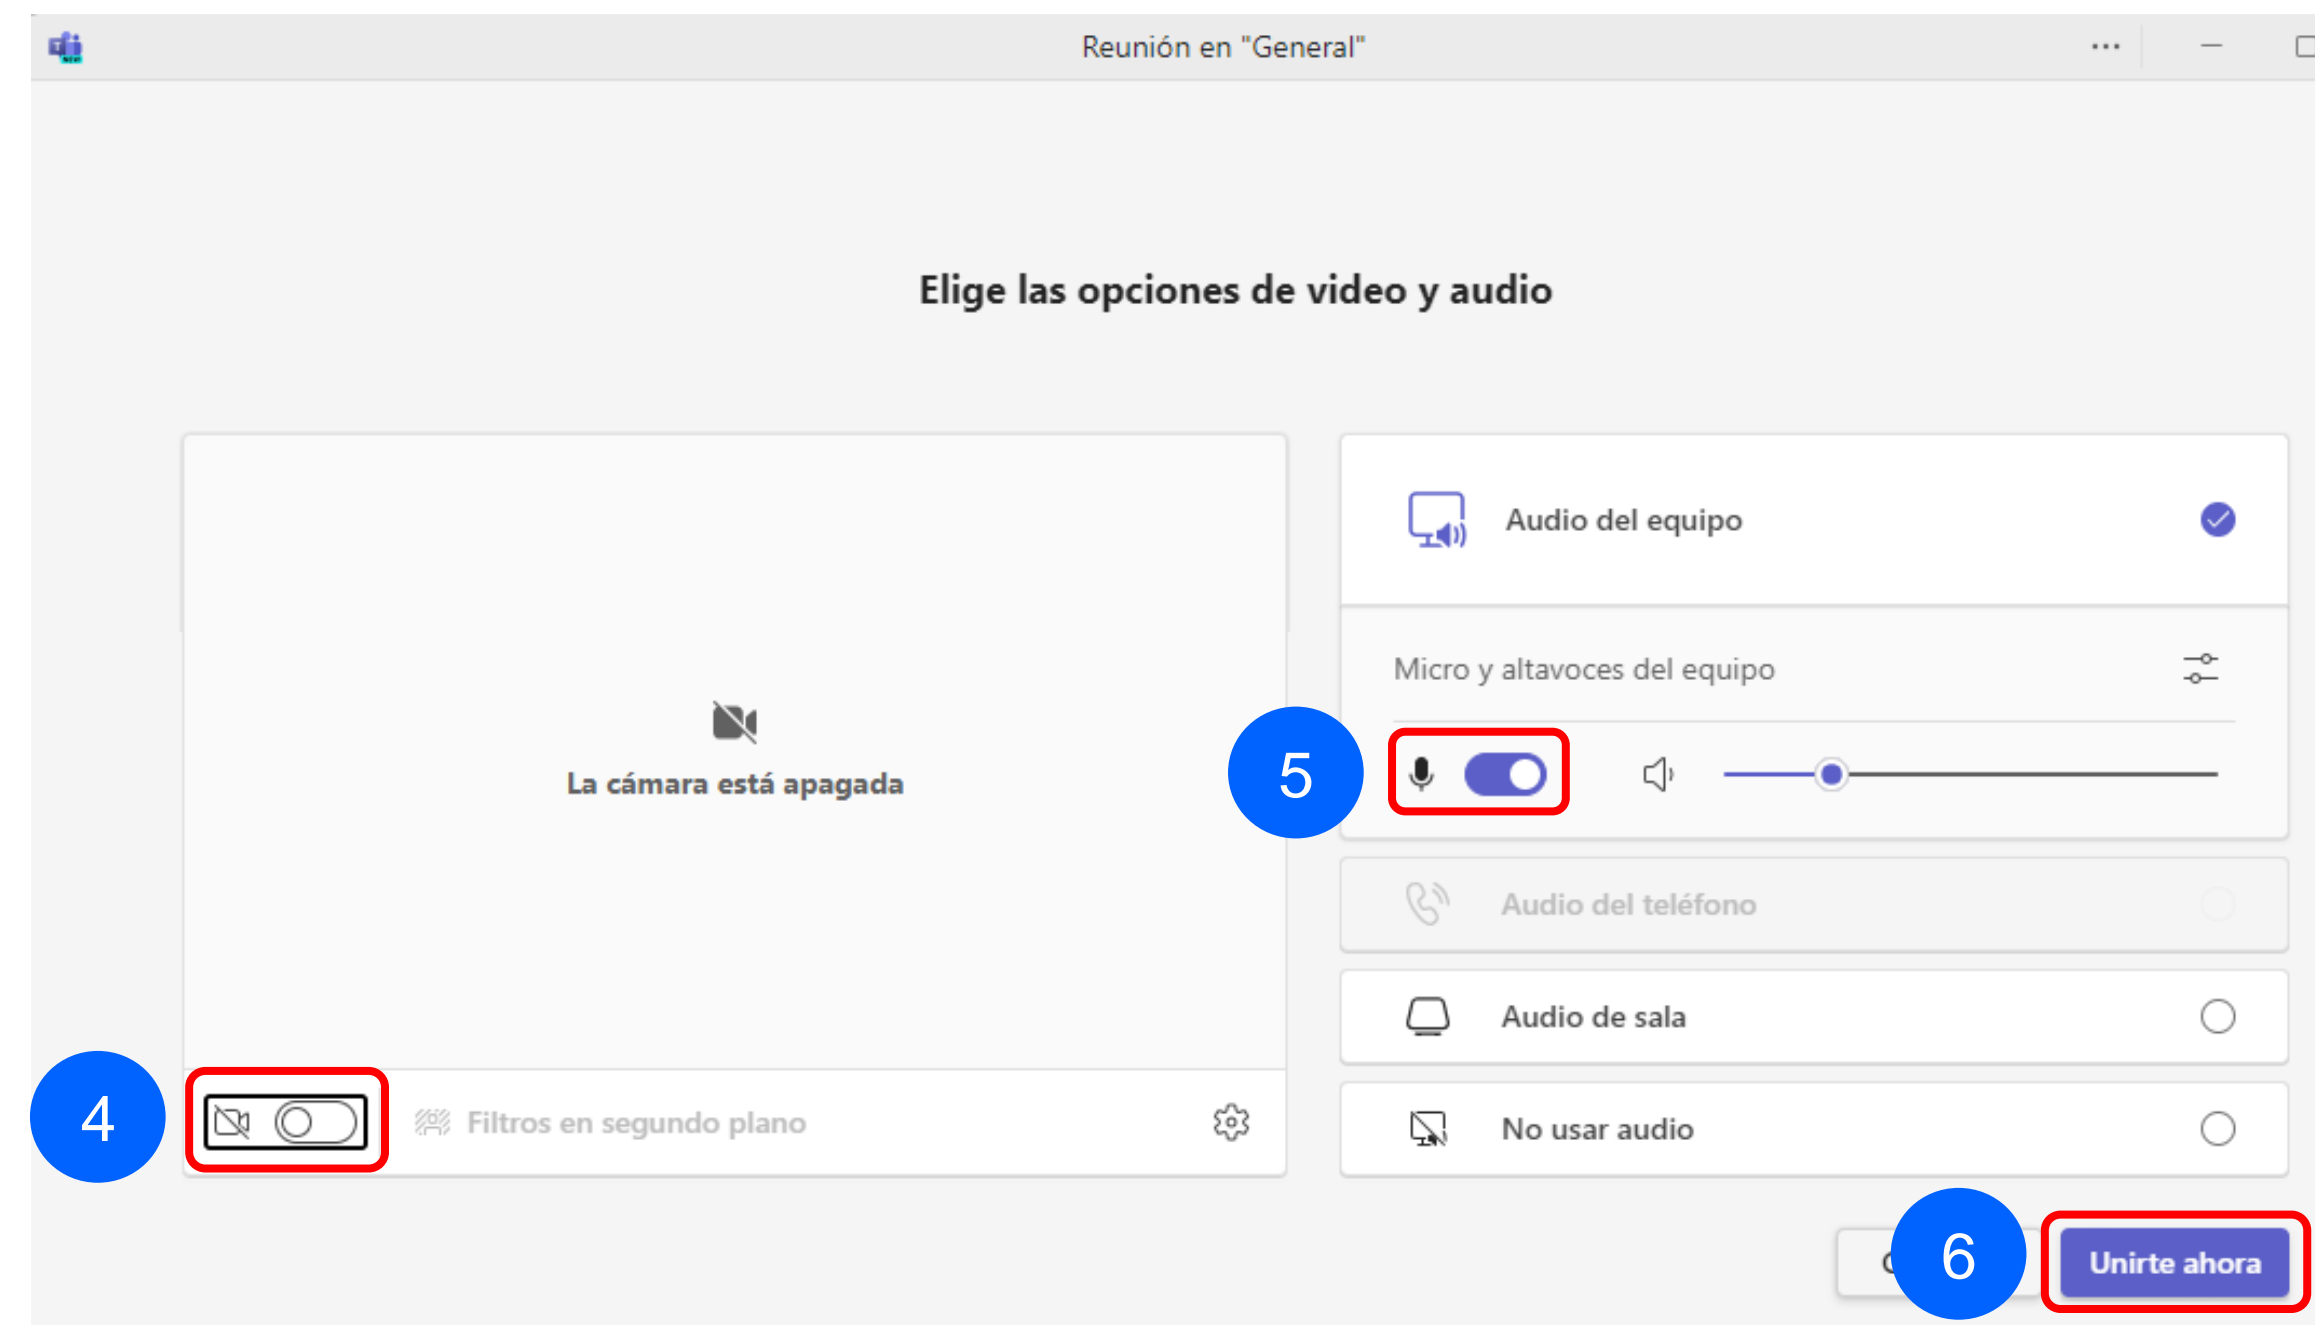 Reunión en "General"
Elige las opciones de video y audio
Audio del equipo
Micro y altavoces del equipo
La cámara está apagada
5
Audio del teléfono
Audio de sala
4
Filtros en segundo plano
No usar audio
6
Unirte ahora